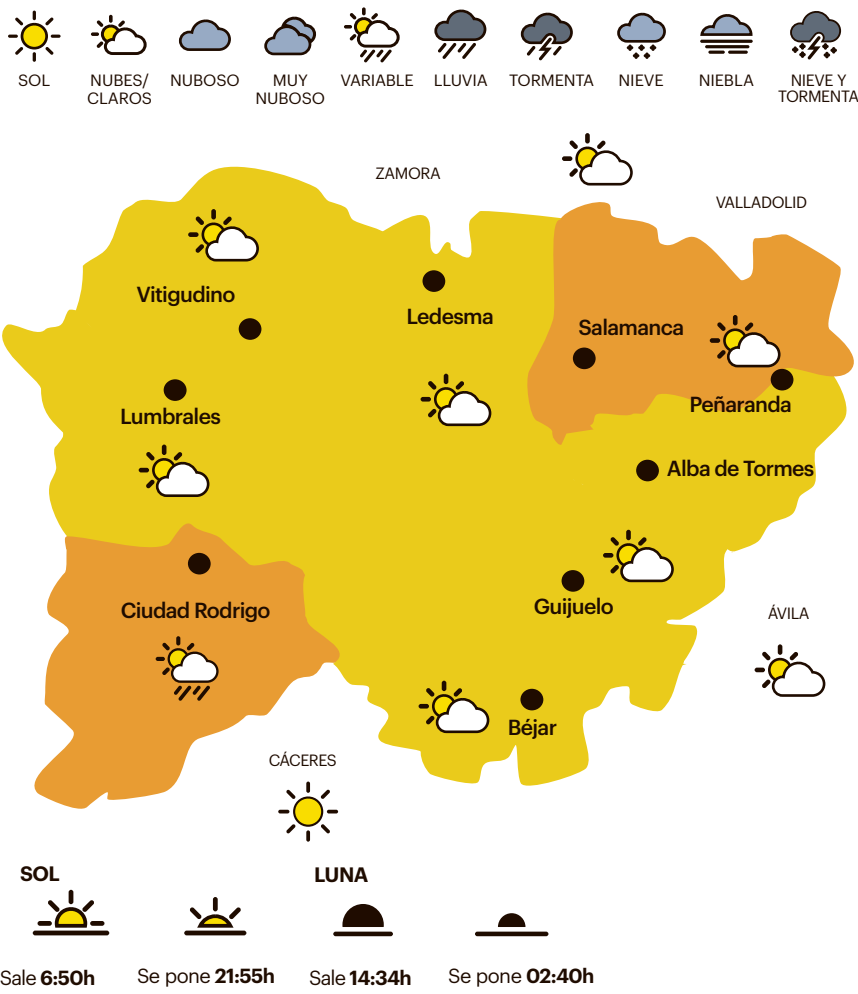 SOL
NUBES/
CLAROS
NUBOSO
MUY
NUBOSO
VARIABLE
LLUVIA
TORMENTA
NIEVE
NIEBLA
NIEVE Y
TORMENTA
ZAMORA
VALLADOLID
Vitigudino
Ledesma
Salamanca
Lumbrales
Peñaranda
Alba de Tormes
Ciudad Rodrigo
Guijuelo
ÁVILA
Béjar
CÁCERES
SOL
LUNA
Sale 6:50h
Se pone 21:55h
Sale 14:34h
Se pone 02:40h